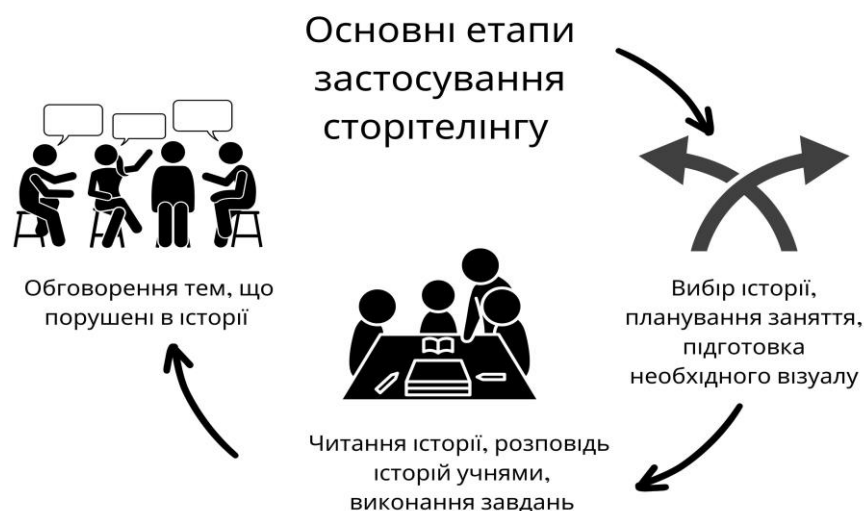 Основні етапи
застосування
сторітелінгу
Вибір історії,
планування заняття,
підготовка
необхідного візуалу
Читання історії, розповідь
історій учнями,
виконання завдань
Обговорення тем, що
порушені в історії